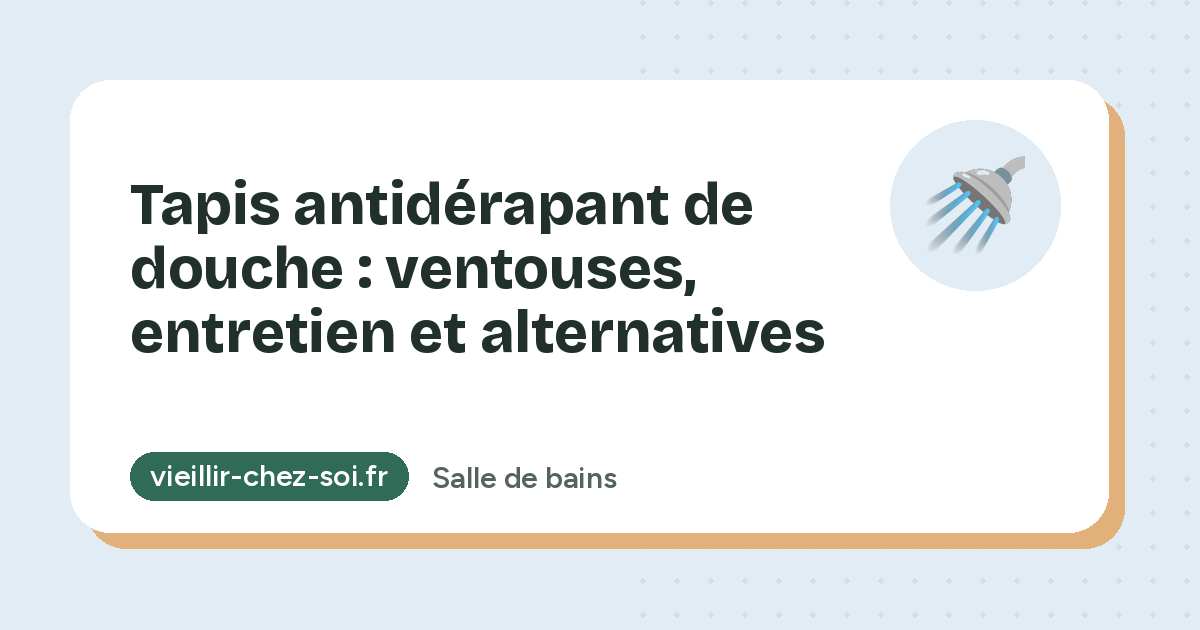 Tapis antidérapant de
douche : ventouses,
entretien et alternatives
vieillir-chez-soi.fr
Salle de bains